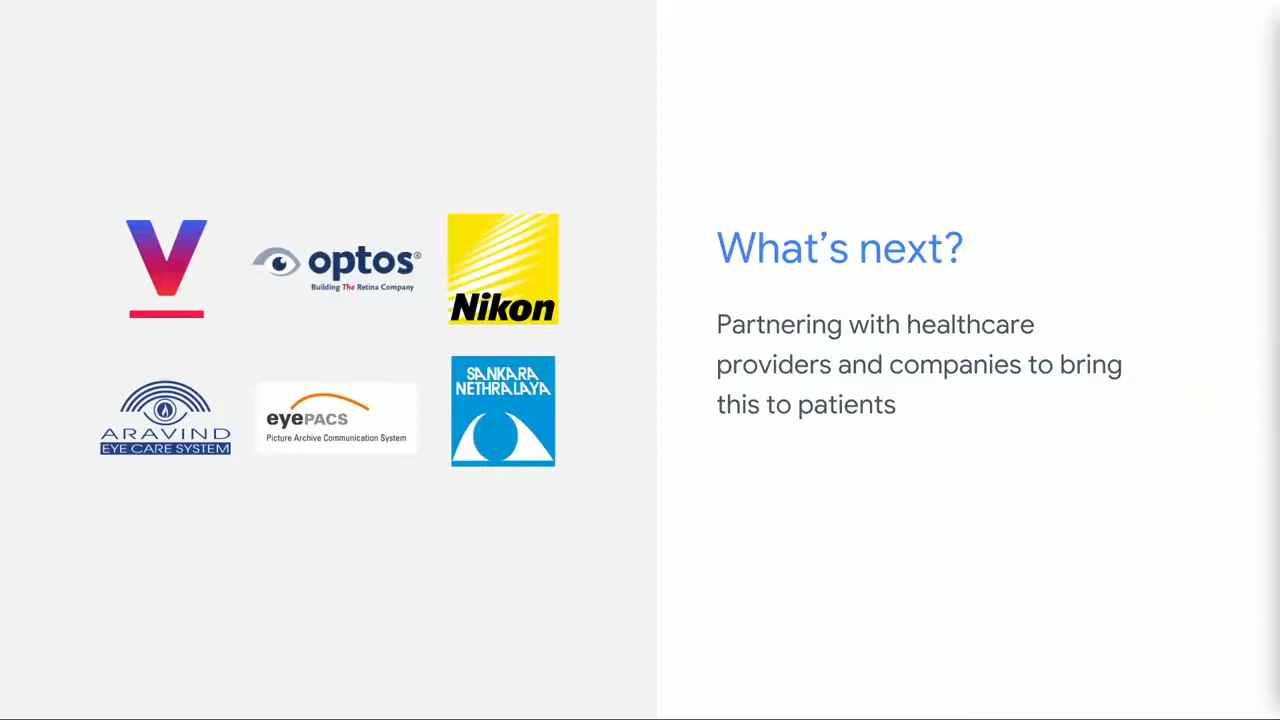 V
optos®
Building The Retina Company
Nikon
ARAVIND
EYE CARE SYSTEM
eyePACS
Picture Archive Communication System
SANKARA
NETHRALAYA
What's next?
Partnering with healthcare
providers and companies to bring
this to patients